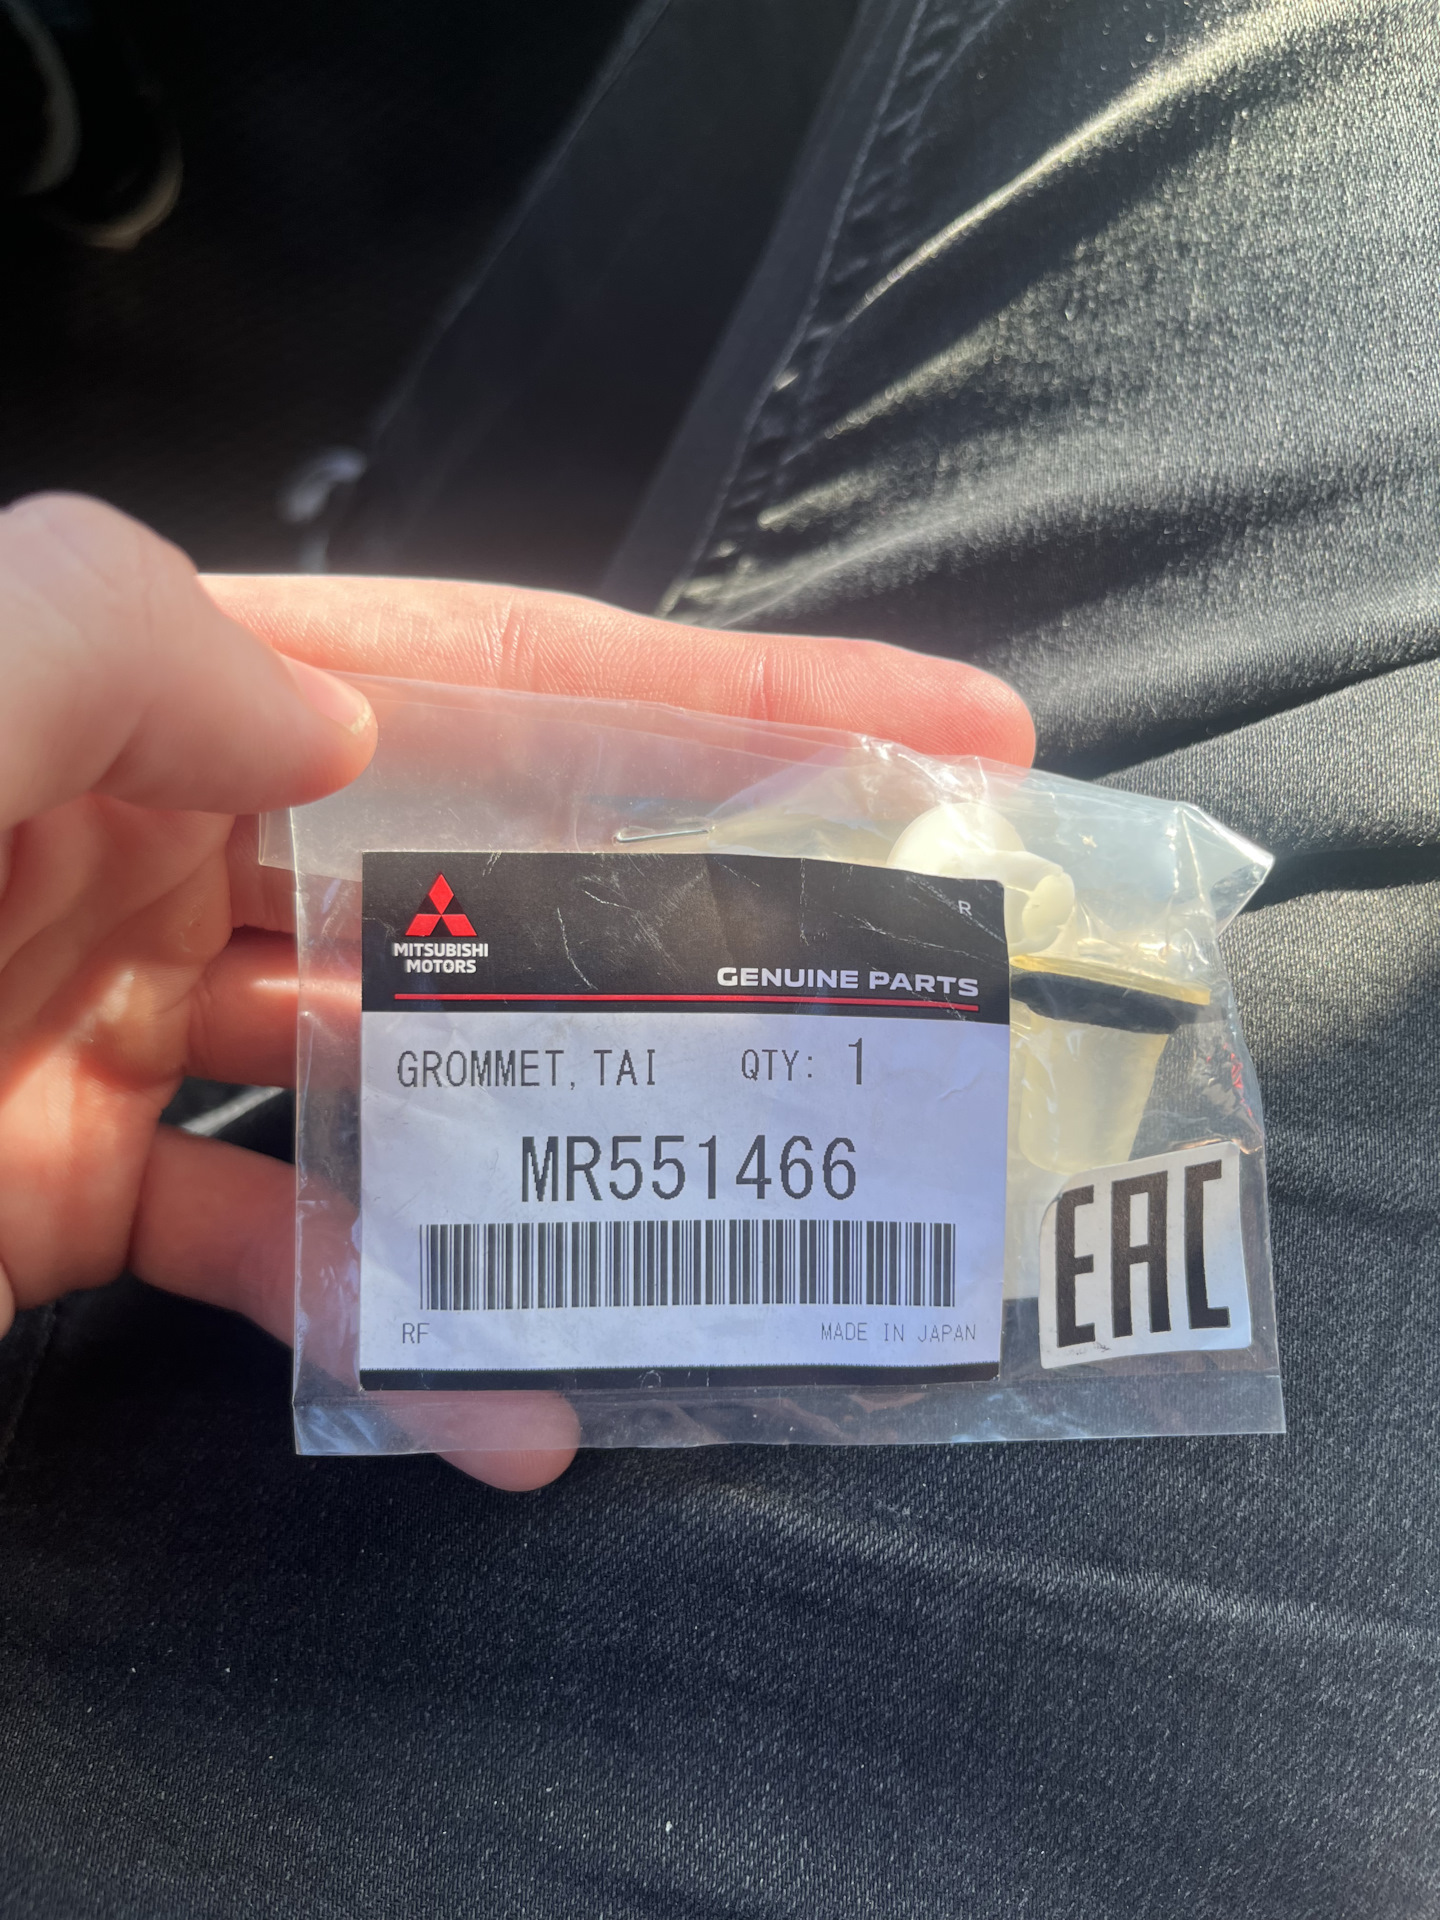 MITSUBISHI
MOTORS
R
GENUINE PARTS
GROMMET, TAI QTY: 1
MR551466
RF MADE IN JAPAN
EAC